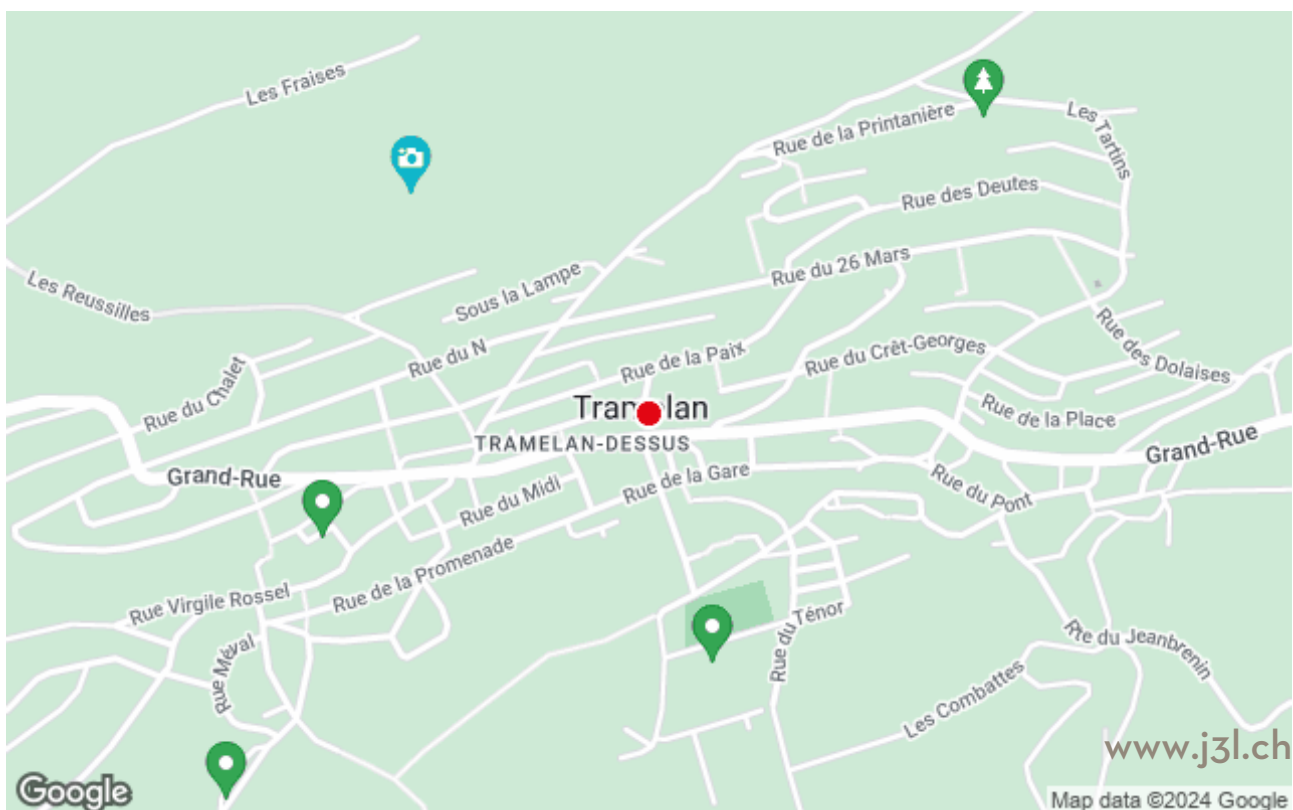 Les Fraises
Rue de la Printanière
Les Tartins
Rue des Deutes
Rue du 26 Mars
Les Reussilles
Sous la Lampe
Rue du N
Rue de la Paix
Rue du Crêt-Georges
Rue des Dolaises
Rue du Chalet
Tramelan
Rue de la Place
TRAMELAN-DESSUS
Grand-Rue
Grand-Rue
Rue de la Gare
Rue du Midi
Rue du Pont
Rue de la Promenade
Rue Virgile Rossel
Rue du Ténor
Rte du Jeanbrenin
Rue Méval
Les Combattes
www.j3l.ch
Google
Map data ©2024 Google